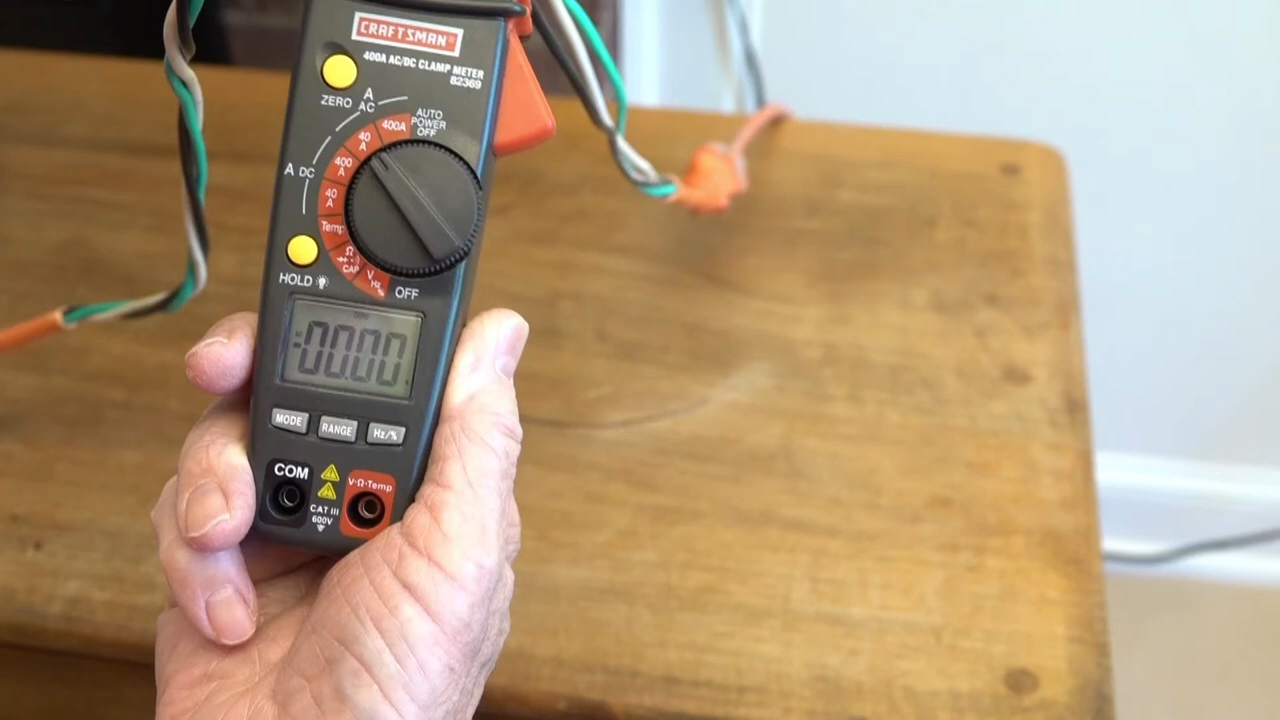 CRAFTSMAN®
400A AC/DC CLAMP METER
82369
ZERO
A
AC
AUTO
POWER
OFF
400A
40
A
A DC
400
A
40
A
Temp
Ω
CAP
V
Hz
%
HOLD
OFF
ZERO
-00.00
MODE
RANGE
Hz/%
COM
V·Ω·Temp
CAT III
600V